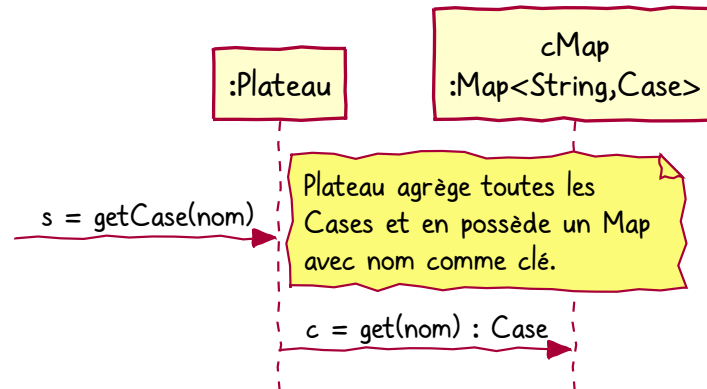 :Plateau
cMap
:Map<String,Case>
Plateau agrège toutes les
Cases et en possède un Map
avec nom comme clé.
s = getCase(nom)
c = get(nom) : Case